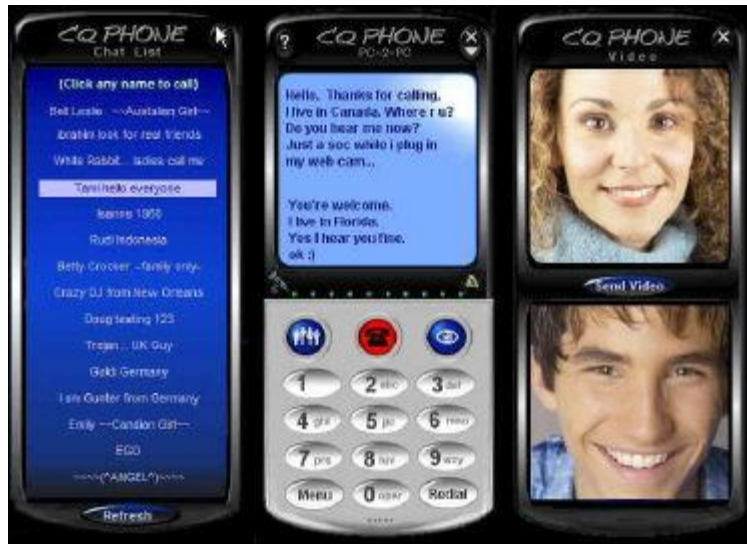 CQ PHONE
Chat List
(Click any name to call)
Bell Leslie ~~Australian Girl~~
Ibrahim look for real friends
White Rabbit... ladies call me
Tami hello everyone
Ioannis 1966
Rudi Indonesia
Betty Crocker ~family only~
Crazy DJ from New Orleans
Doug testing 123
Trojan... UK Guy
Gabi Germany
I am Gunter from Germany
Emily ~~Candian Girl~~
EGO
~~~~(^ANGEL^)~~~~
Refresh
?
CQ PHONE
X
PC-2-PC
Hello, Thanks for calling.
I live in Canada. Where r u?
Do you hear me now?
Just a sec while i plug in
my web cam...
You're welcome.
I live in Florida.
Yes I hear you fine.
ok :)
1
2 abc
3 def
4 ghi
5
6 mno
7 prs
8 tuv
9 wxy
Menu
0 oper
Redial
CQ PHONE
X
Video
Send Video